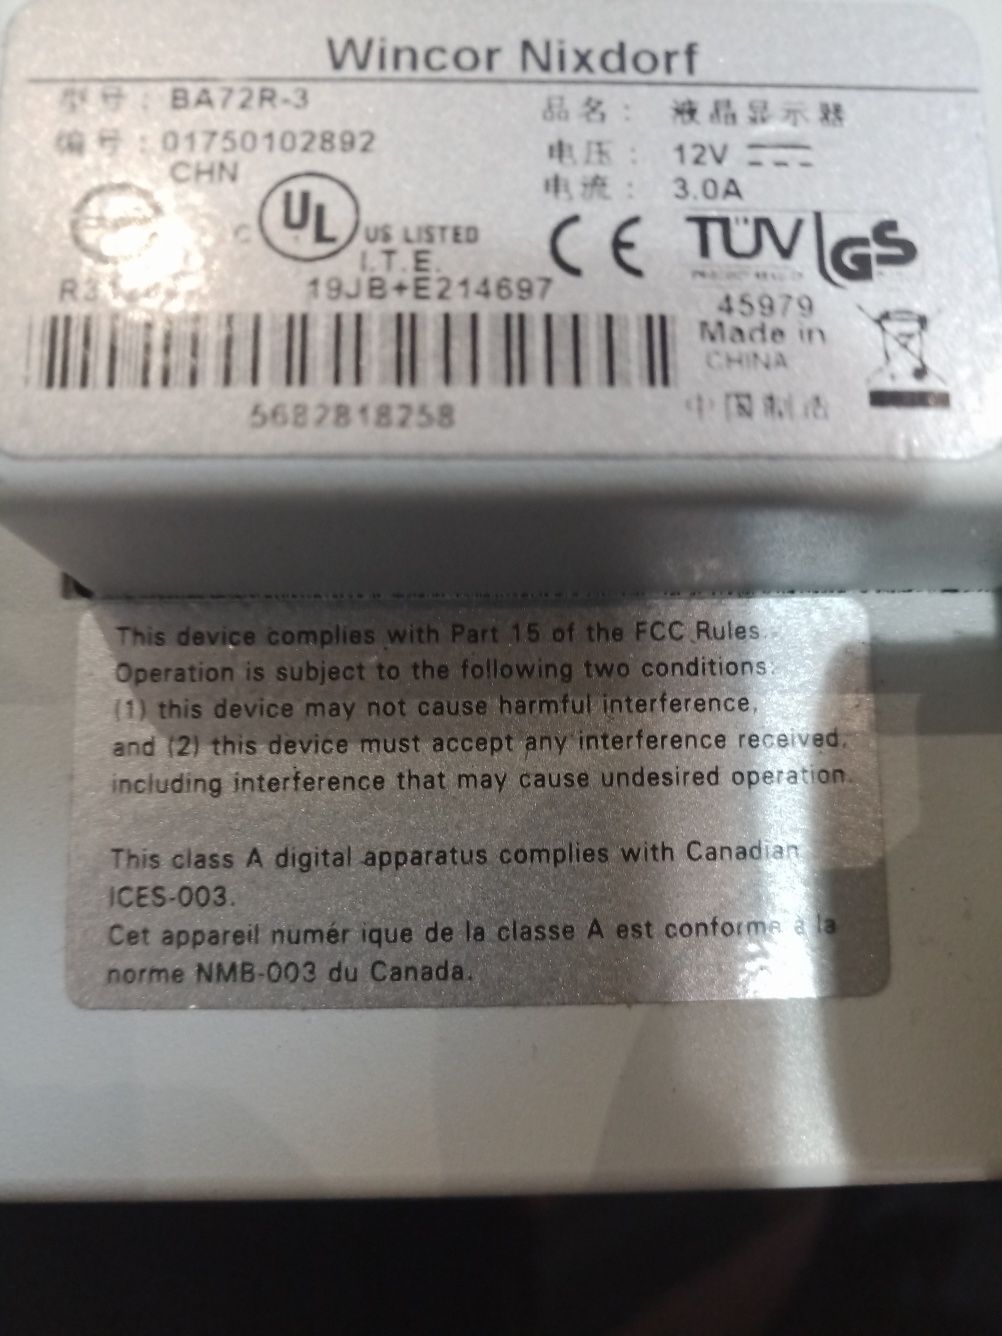 Wincor Nixdorf
型号: BA72R-3
编号: 01750102892
CHN
品名: 液晶显示器
电压: 12V
电流: 3.0A
C UL US LISTED
I.T.E.
19JB+E214697
CE TÜV GS
45979
Made in
CHINA
中国制造
5682818258
This device complies with Part 15 of the FCC Rules.
Operation is subject to the following two conditions:
(1) this device may not cause harmful interference,
and (2) this device must accept any interference received,
including interference that may cause undesired operation.
This class A digital apparatus complies with Canadian
ICES-003.
Cet appareil numér ique de la classe A est conforme à la
norme NMB-003 du Canada.